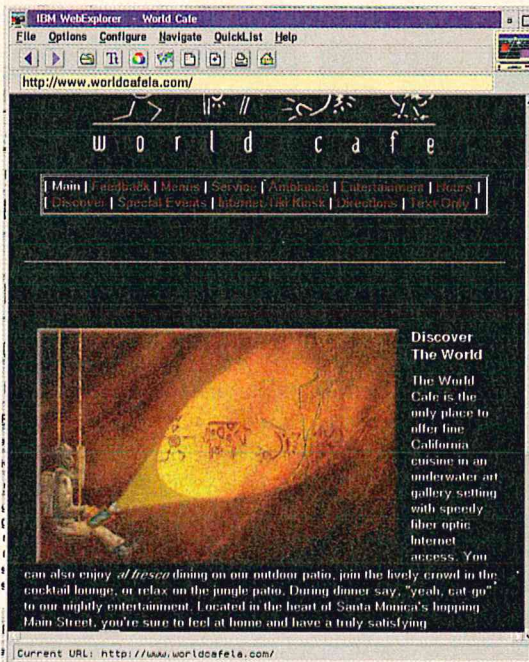 IBM WebExplorer - World Cafe
File Options Configure Navigate QuickList Help
http://www.worldcafela.com/
world cafe
| Main | Feedback | Menus | Service | Ambiance | Entertainment | Hours |
| Discover | Special Events | Internet Tiki Kiosk | Directions | Text Only |
Discover
The World
The World
Cafe is the
only place to
offer fine
California
cuisine in an
underwater art
gallery setting
with speedy
fiber optic
Internet
access. You
can also enjoy al fresco dining on our outdoor patio, join the lively crowd in the
cocktail lounge, or relax on the jungle patio. During dinner say, "yeah, cat go"
to our nightly entertainment. Located in the heart of Santa Monica's hopping
Main Street, you're sure to feel at home and have a truly satisfying
Current URL: http://www.worldcafela.com/